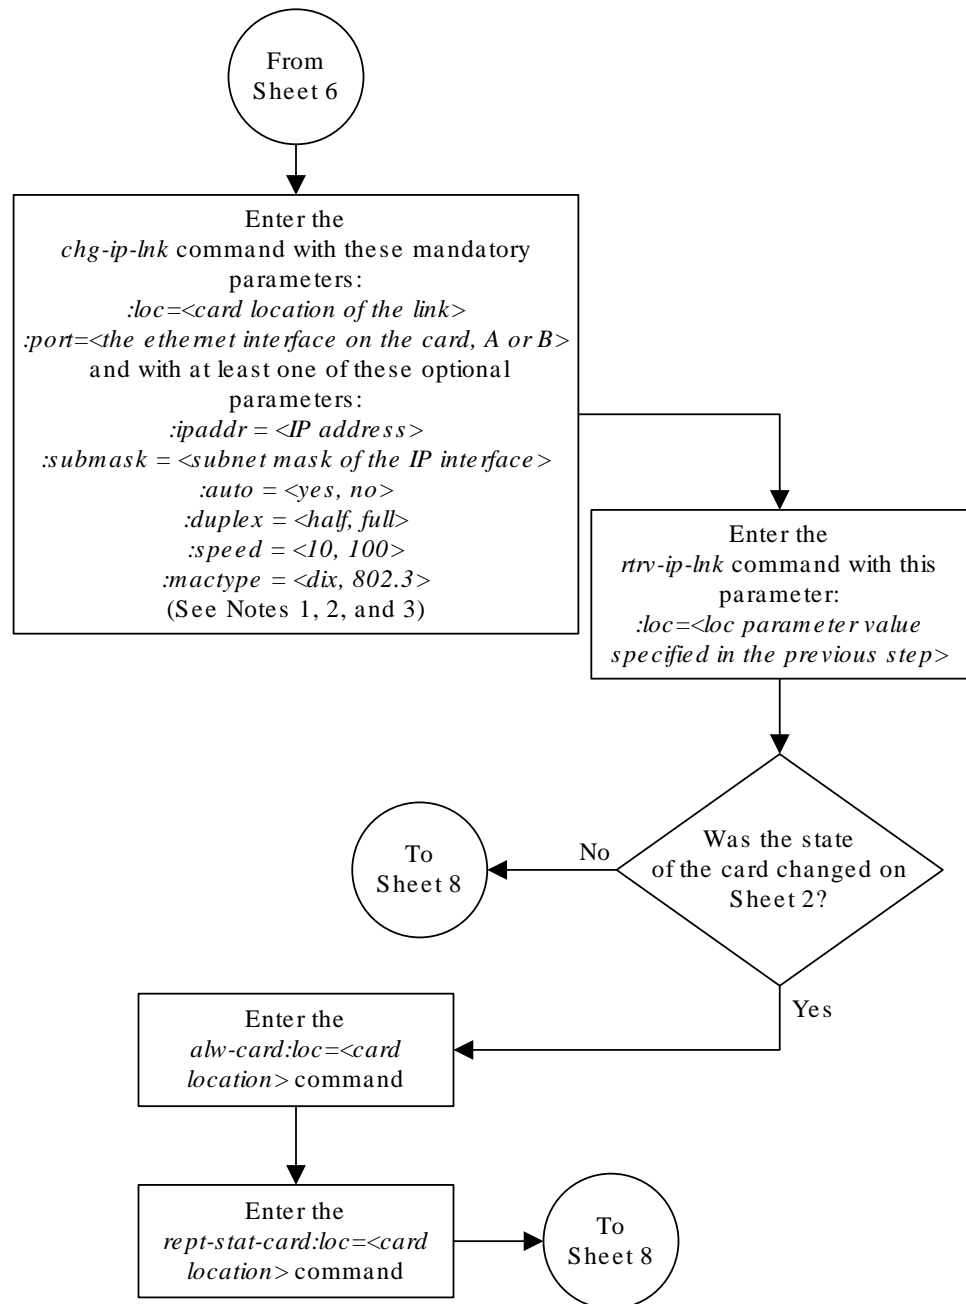 From
Sheet 6
Enter the
chg-ip-lnk command with these mandatory
parameters:
:loc=<card location of the link>
:port=<the ethernet interface on the card, A or B>
and with at least one of these optional
parameters:
:ipaddr = <IP address>
:submask = <subnet mask of the IP interface>
:auto = <yes, no>
:duplex = <half, full>
:speed = <10, 100>
:mactype = <dix, 802.3>
(See Notes 1, 2, and 3)
Enter the
rtrv-ip-lnk command with this
parameter:
:loc=<loc parameter value
specified in the previous step>
Was the state
of the card changed on
Sheet 2?
No
To
Sheet 8
Yes
Enter the
alw-card:loc=<card
location> command
Enter the
rept-stat-card:loc=<card
location> command
To
Sheet 8